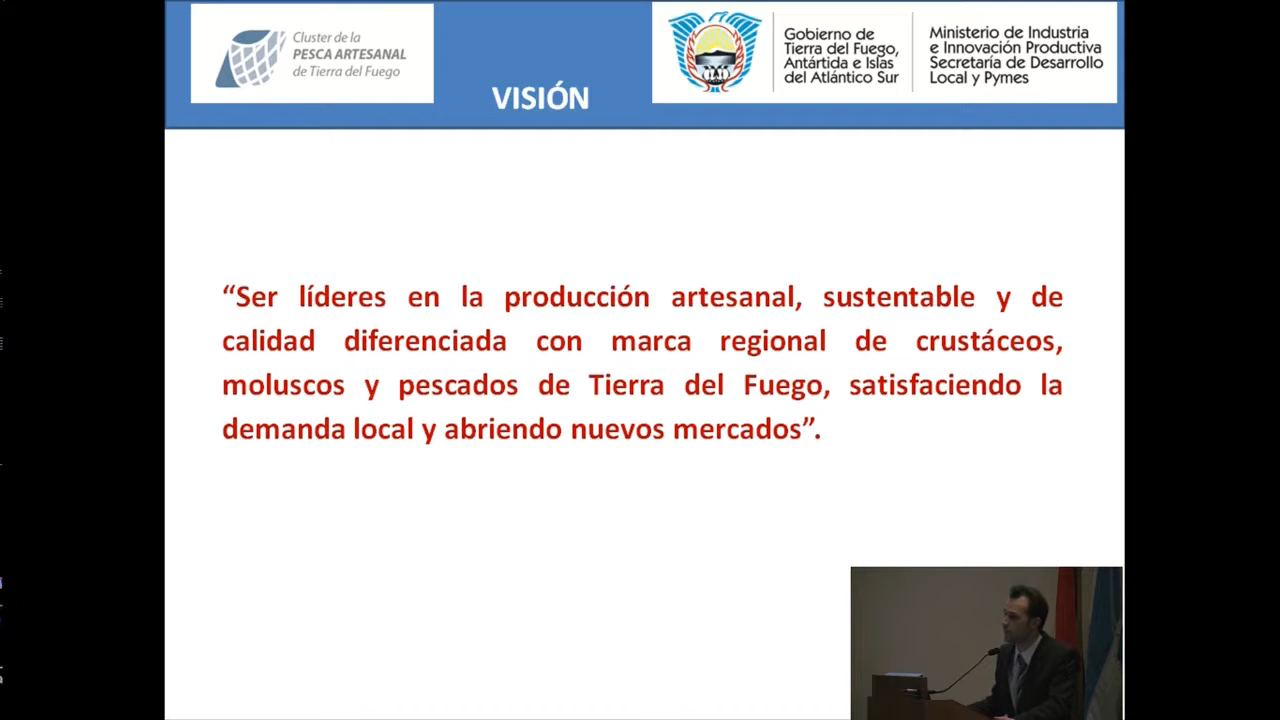 Cluster de la
PESCA ARTESANAL
de Tierra del Fuego
VISIÓN
Gobierno de
Tierra del Fuego,
Antártida e Islas
del Atlántico Sur
Ministerio de Industria
e Innovación Productiva
Secretaría de Desarrollo
Local y Pymes
“Ser líderes en la producción artesanal, sustentable y de
calidad diferenciada con marca regional de crustáceos,
moluscos y pescados de Tierra del Fuego, satisfaciendo la
demanda local y abriendo nuevos mercados”.